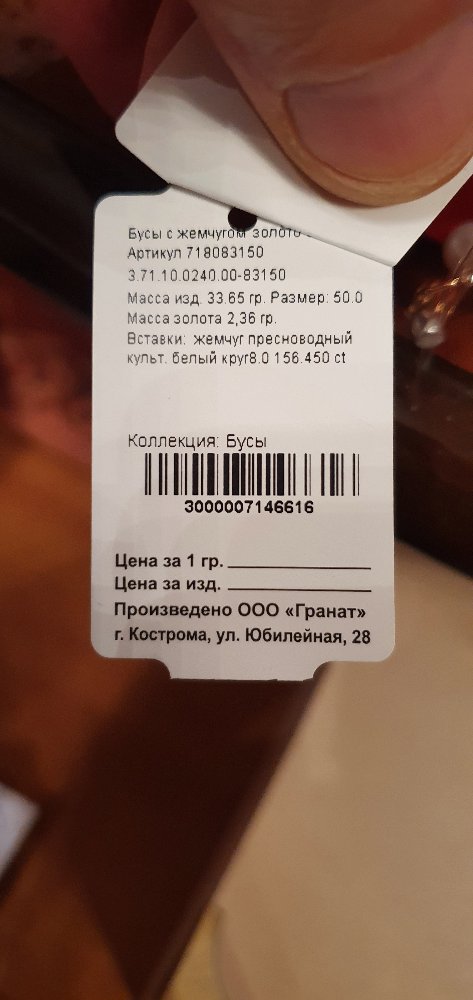 Бусы с жемчугом золото
Артикул 718083150
3.71.10.0240.00-83150
Масса изд. 33.65 гр. Размер: 50.0
Масса золота 2,36 гр.
Вставки: жемчуг пресноводный
культ. белый круг8.0 156.450 ct
Коллекция: Бусы
3000007146616
Цена за 1 гр.
Цена за изд.
Произведено ООО «Гранат»
г. Кострома, ул. Юбилейная, 28